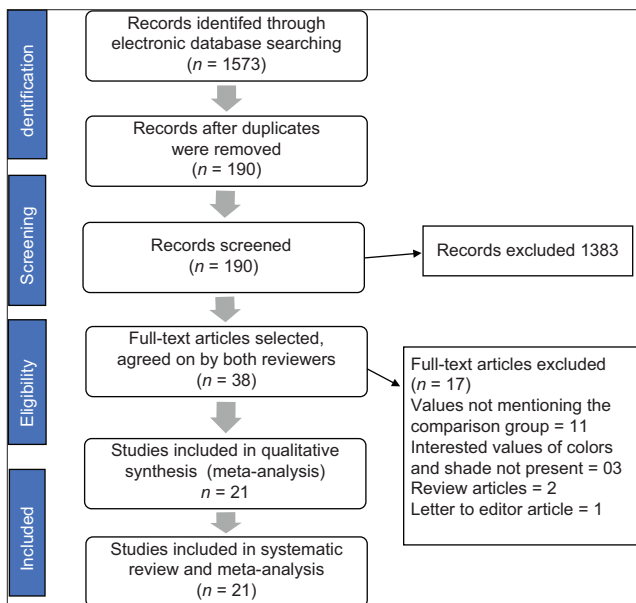 dentification
Records identifed through
electronic database searching
(n = 1573)
Records after duplicates
were removed
(n = 190)
Screening
Records screened
(n = 190)
Records excluded 1383
Eligibility
Full-text articles selected,
agreed on by both reviewers
(n = 38)
Full-text articles excluded
(n = 17)
Values not mentioning the
comparison group = 11
Interested values of colors
and shade not present = 03
Review articles = 2
Letter to editor article = 1
Studies included in qualitative
synthesis (meta-analysis)
n = 21
Included
Studies included in systematic
review and meta-analysis
(n = 21)